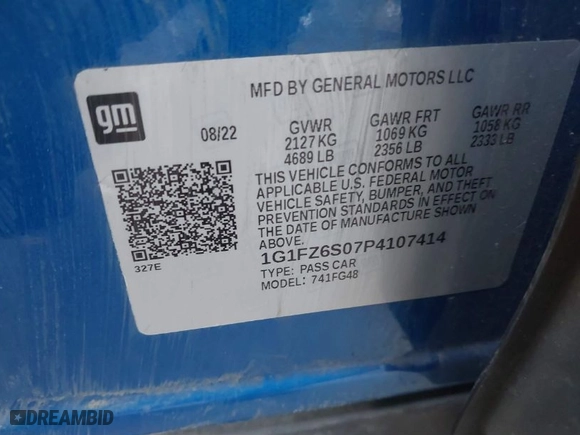 gm
MFD BY GENERAL MOTORS LLC
08/22
GVWR
2127 KG
4689 LB
GAWR FRT
1069 KG
2356 LB
GAWR RR
1058 KG
2333 LB
THIS VEHICLE CONFORMS TO ALL
APPLICABLE U.S. FEDERAL MOTOR
VEHICLE SAFETY, BUMPER, AND THEFT
PREVENTION STANDARDS IN EFFECT ON
THE DATE OF MANUFACTURE SHOWN
ABOVE.
1G1FZ6S07P4107414
TYPE: PASS CAR
MODEL: 741FG48
327E
DREAMBID